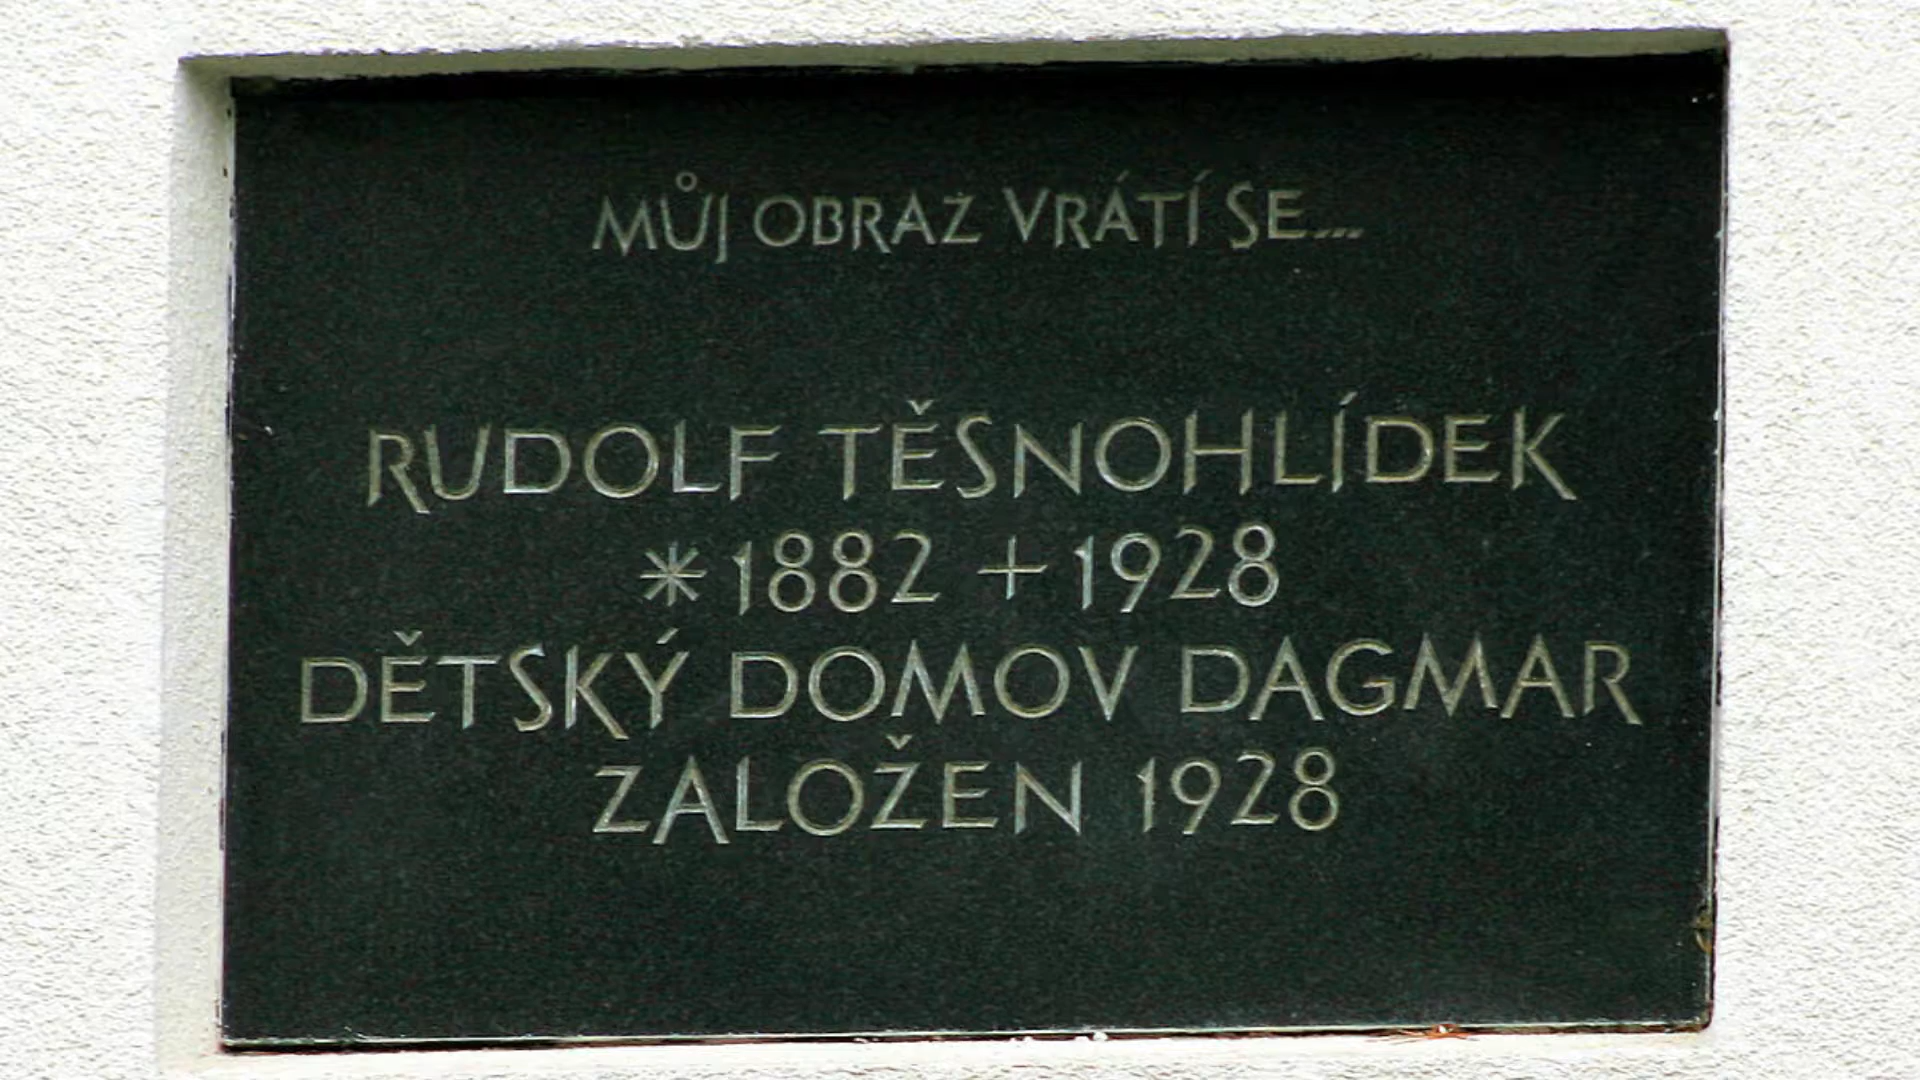 MŮJ OBRAZ VRÁTÍ SE...
RUDOLF TĚSNOHLÍDEK
* 1882 + 1928
DĚTSKÝ DOMOV DAGMAR
ZALOŽEN 1928